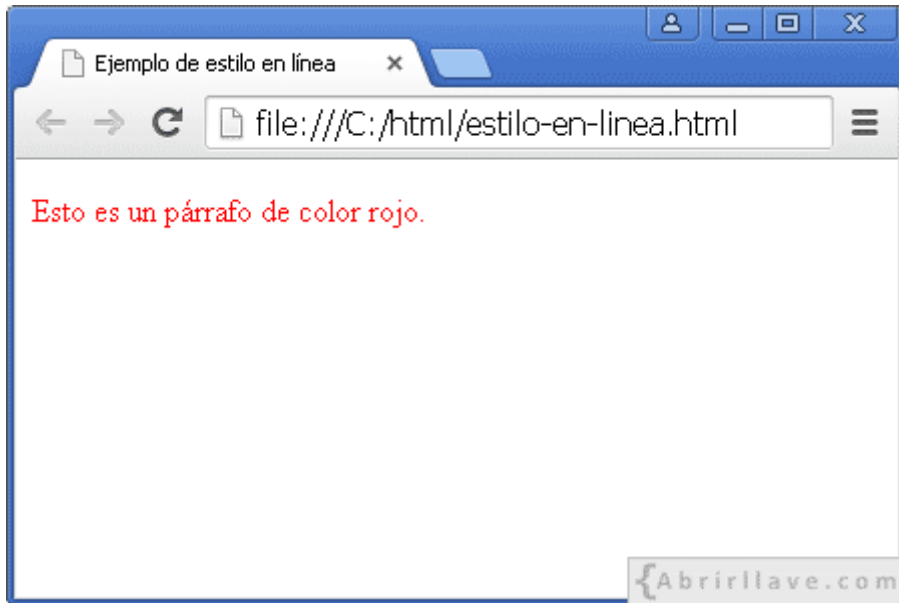 Ejemplo de estilo en línea
file:///C:/html/estilo-en-linea.html
Esto es un párrafo de color rojo.
{Abrirllave.com